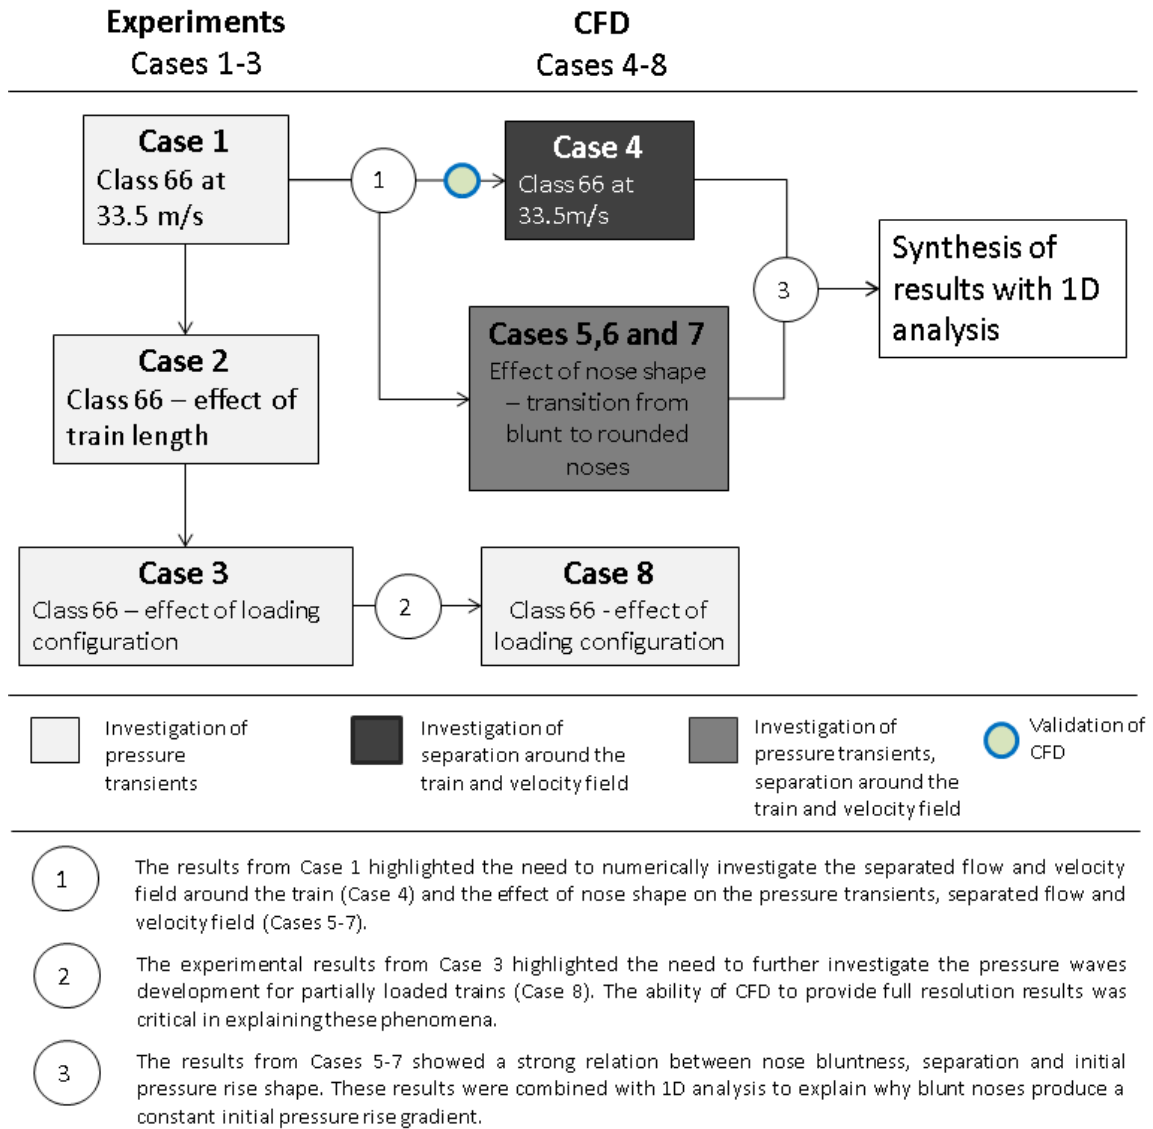 Experiments
Cases 1-3
CFD
Cases 4-8
Case 1
Class 66 at
33.5 m/s
1
Case 4
Class 66 at
33.5m/s
Case 2
Class 66 – effect of
train length
Cases 5,6 and 7
Effect of nose shape
– transition from
blunt to rounded
noses
3
Synthesis of
results with 1D
analysis
Case 3
Class 66 – effect of loading
configuration
2
Case 8
Class 66 - effect of
loading configuration
Investigation of
pressure
transients
Investigation of
separation around the
train and velocity field
Investigation of
pressure transients,
separation around the
train and velocity field
Validation of
CFD
1
The results from Case 1 highlighted the need to numerically investigate the separated flow and velocity
field around the train (Case 4) and the effect of nose shape on the pressure transients, separated flow and
velocity field (Cases 5-7).
2
The experimental results from Case 3 highlighted the need to further investigate the pressure waves
development for partially loaded trains (Case 8). The ability of CFD to provide full resolution results was
critical in explaining these phenomena.
3
The results from Cases 5-7 showed a strong relation between nose bluntness, separation and initial
pressure rise shape. These results were combined with 1D analysis to explain why blunt noses produce a
constant initial pressure rise gradient.